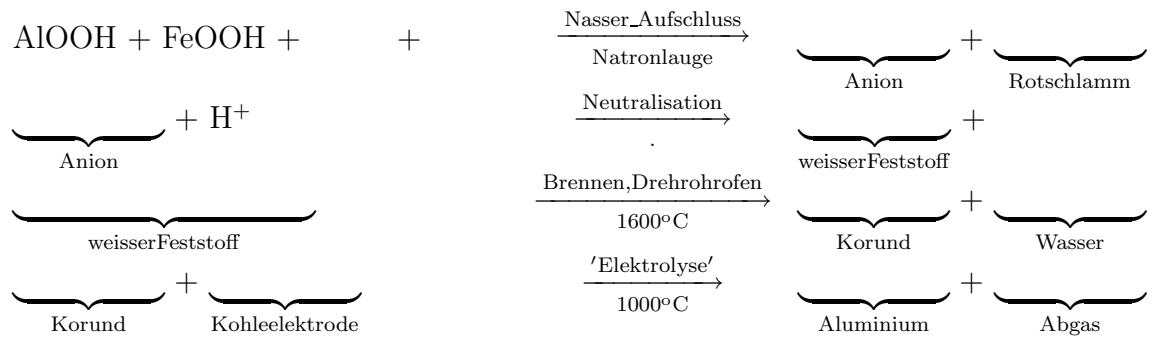 AlOOH + FeOOH + + Nasser_Aufschluss Natronlauge +
Anion Rotschlamm
+ H⁺ Neutralisation . +
Anion weisserFeststoff
Brennen,Drehrohrofen 1600°C +
weisserFeststoff Korund Wasser
+ ′Elektrolyse′ 1000°C +
Korund Kohleelektrode Aluminium Abgas